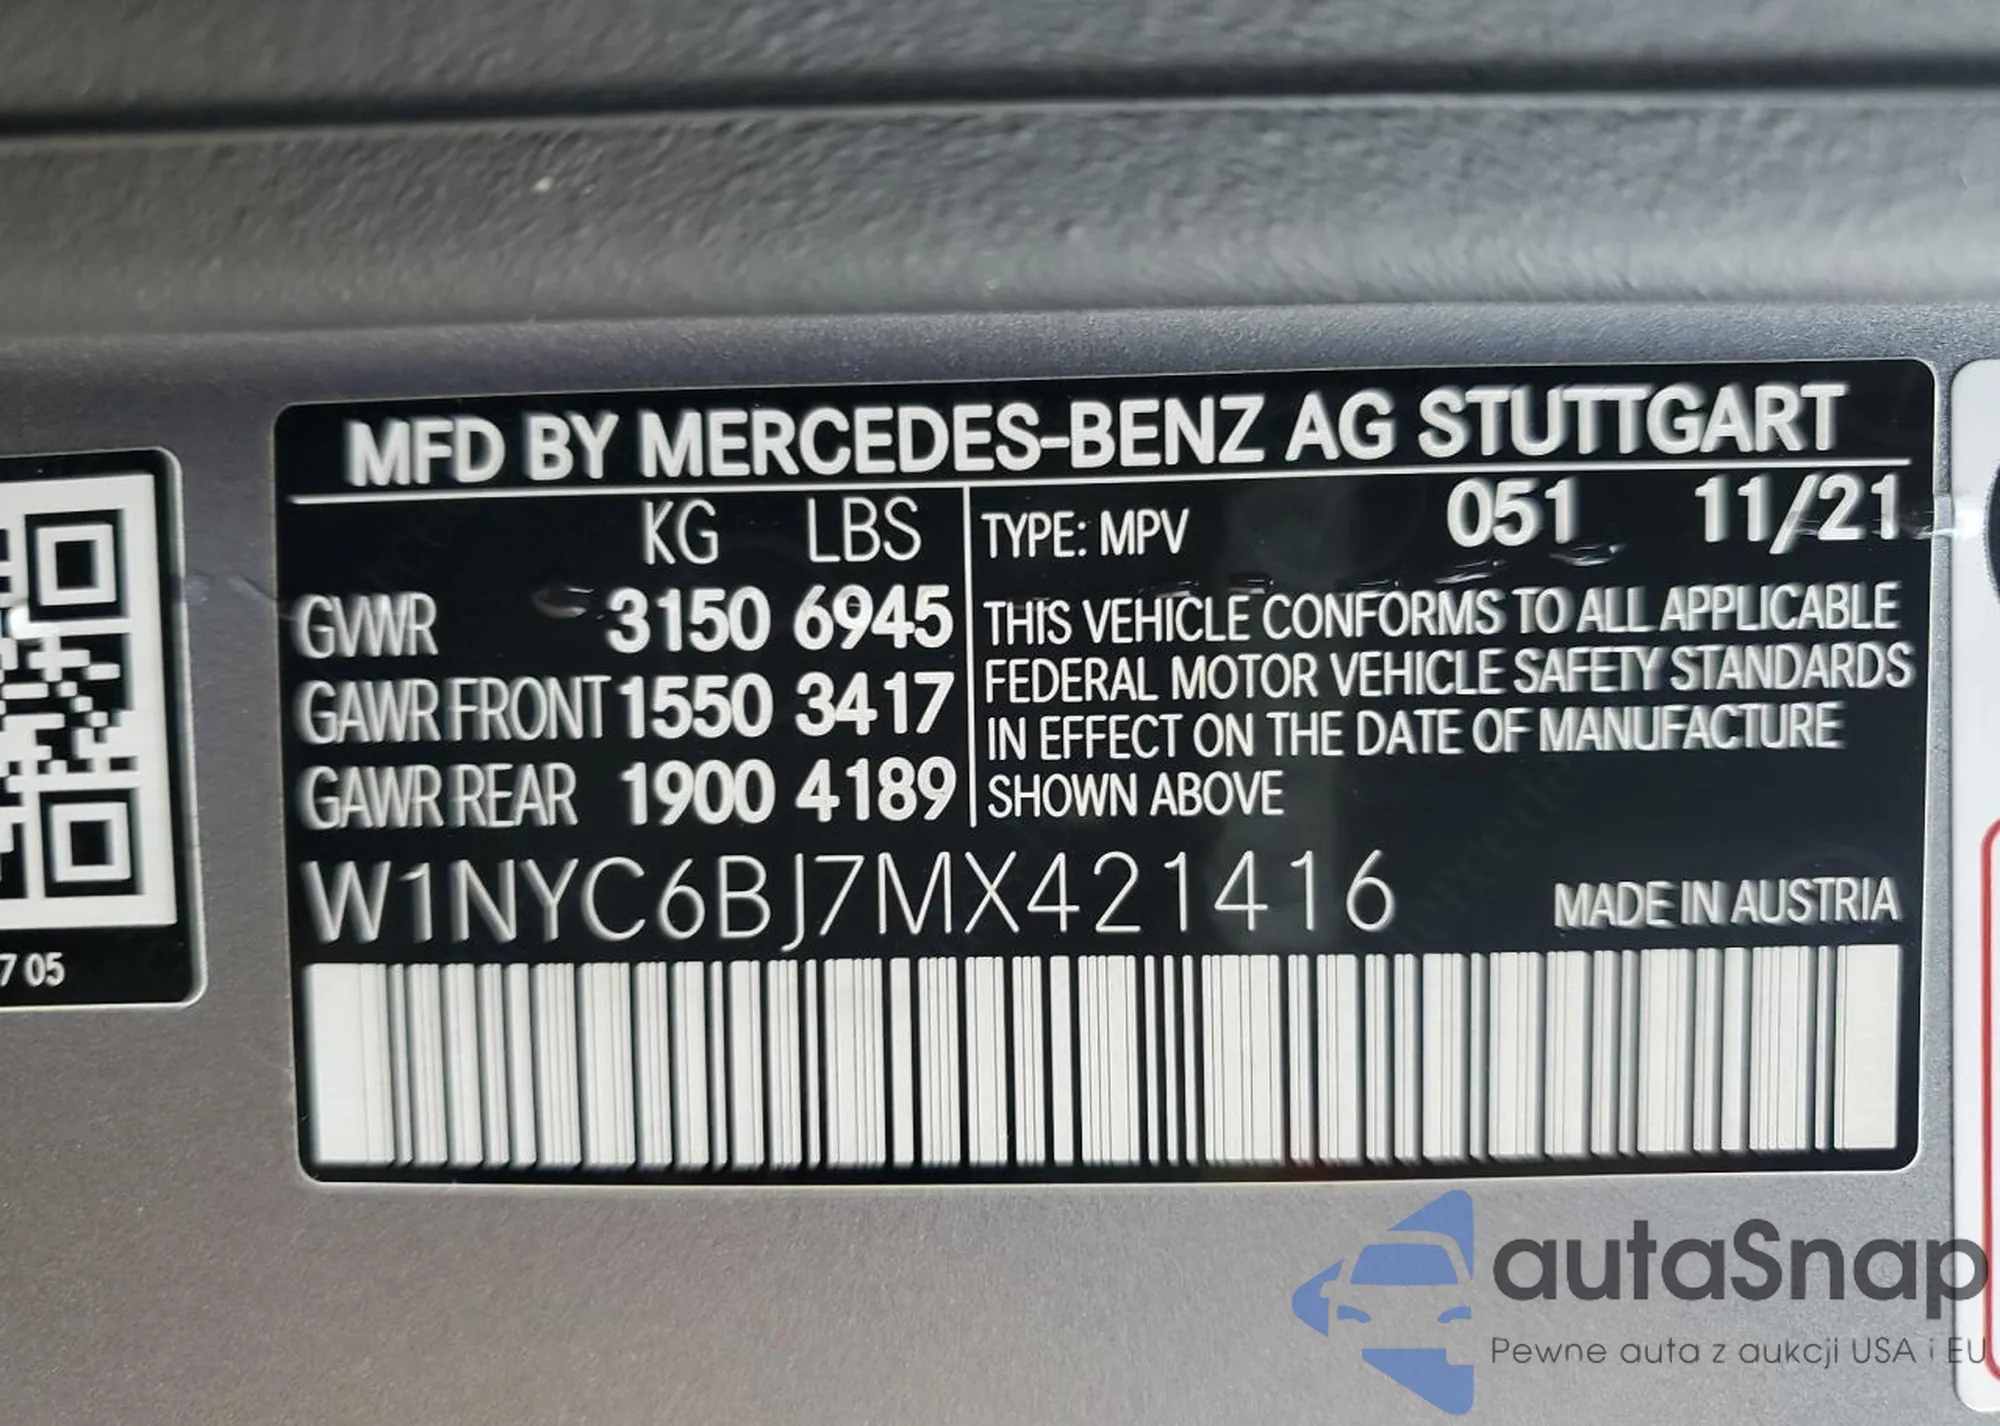 MFD BY MERCEDES-BENZ AG STUTTGART
KG LBS
GVWR 3150 6945
GAWR FRONT 1550 3417
GAWR REAR 1900 4189
TYPE: MPV 051 11/21
THIS VEHICLE CONFORMS TO ALL APPLICABLE
FEDERAL MOTOR VEHICLE SAFETY STANDARDS
IN EFFECT ON THE DATE OF MANUFACTURE
SHOWN ABOVE
W1NYC6BJ7MX421416
MADE IN AUSTRIA
7 05
autaSnap
Pewne auta z aukcji USA i EU